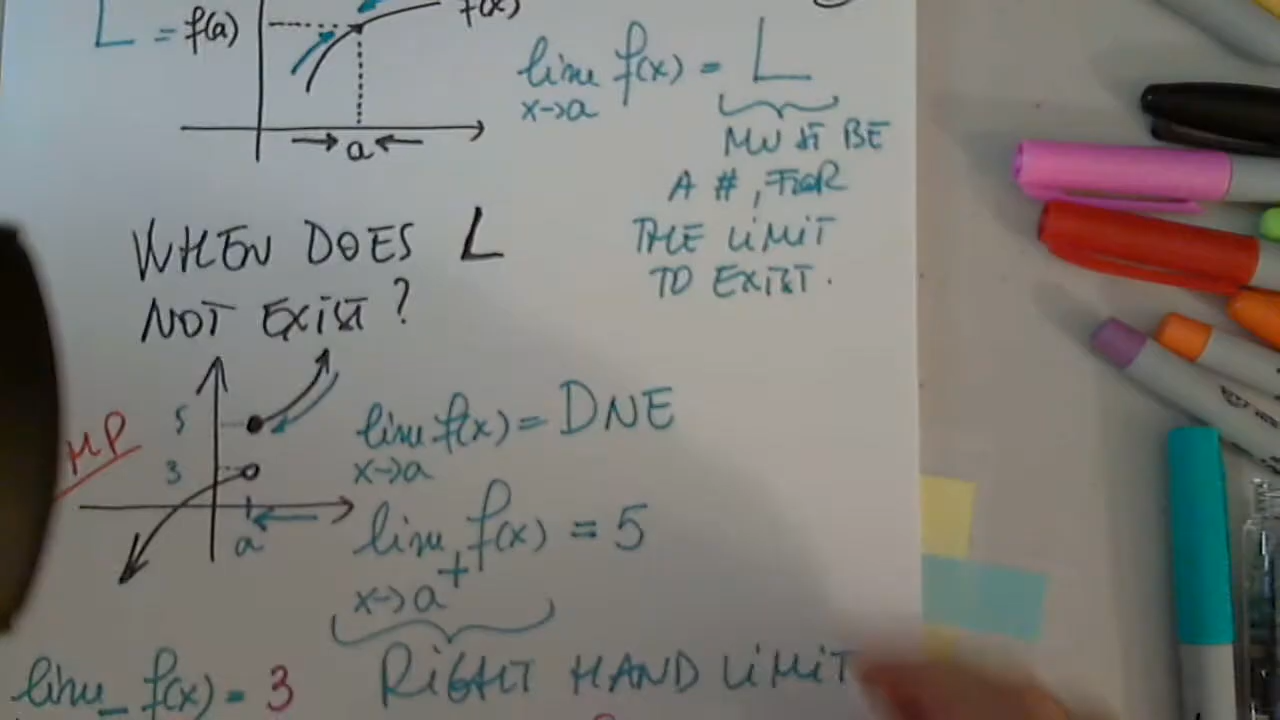 L = f(a)
f(x)
a
lim f(x) = L
x→a
MUST BE
A #, FOR
THE LIMIT
TO EXIST.
WHEN DOES L
NOT EXIST?
5
3
a
lim f(x) = DNE
x→a
lim f(x) = 5
x→a+
RIGHT HAND LIMIT
lim f(x) = 3